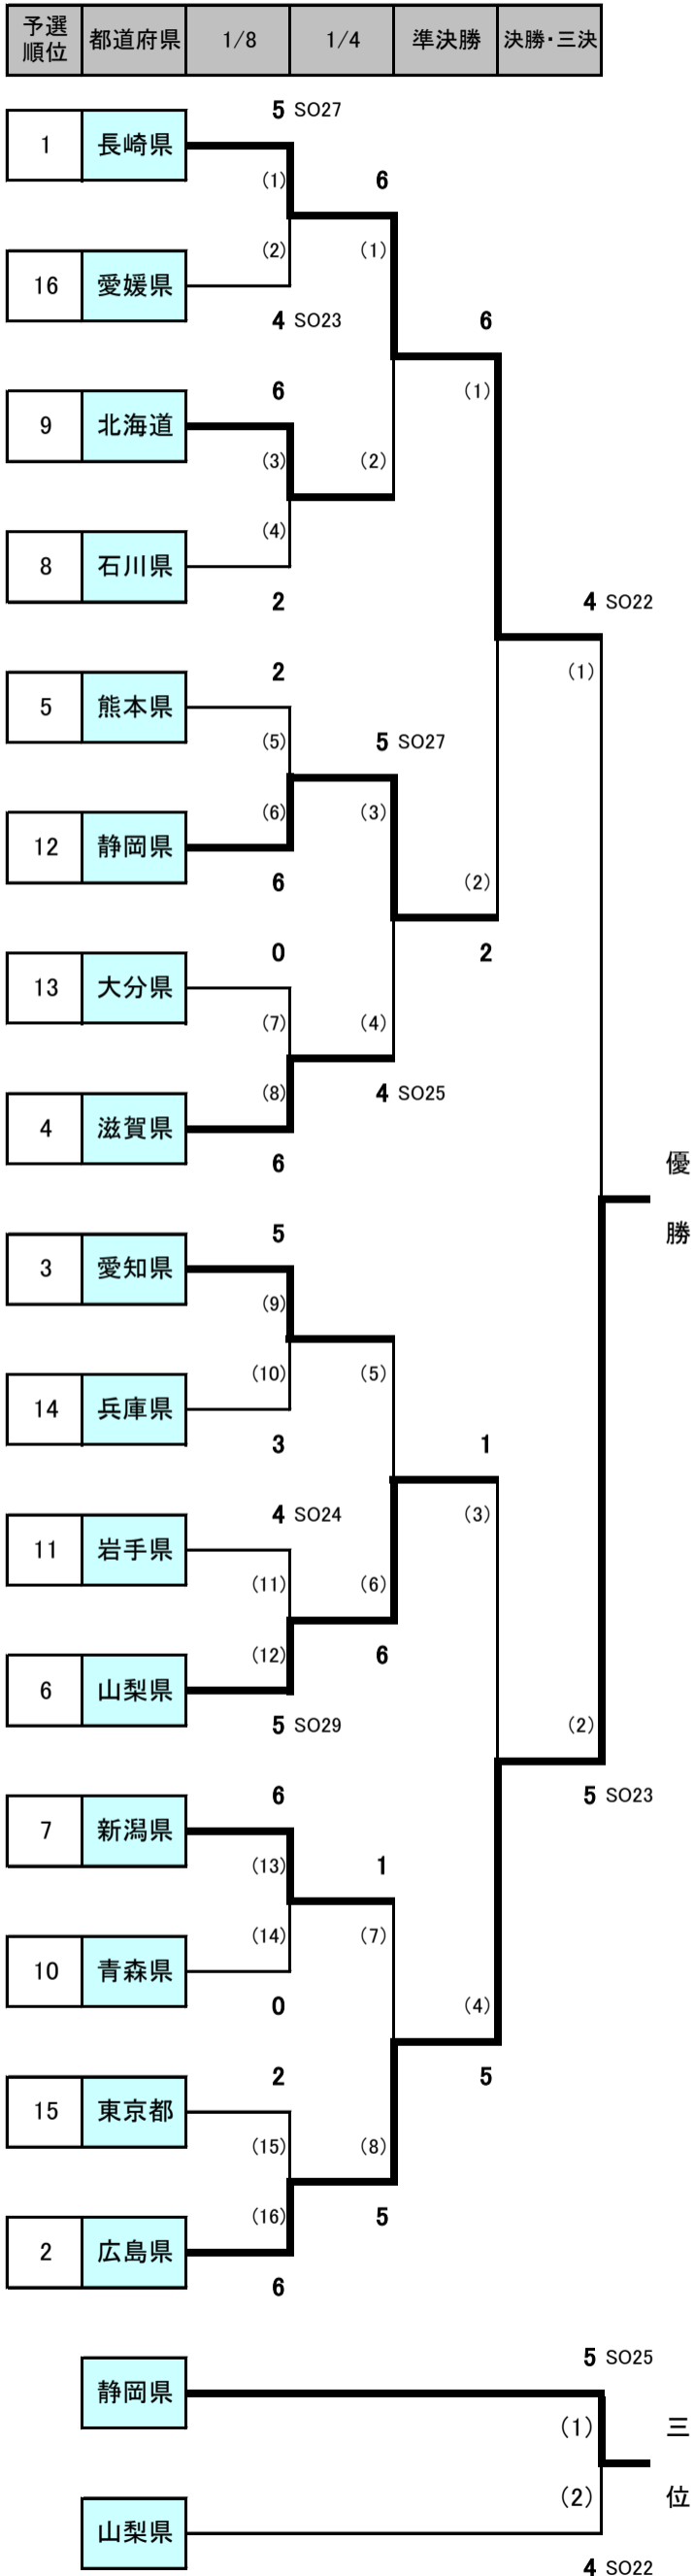 予選順位 都道府県 1/8 1/4 準決勝 決勝・三決
5 SO27
1 長崎県
(1) 6
(2) (1)
16 愛媛県
4 SO23 6
6 (1)
9 北海道
(3) (2)
(4)
8 石川県
2 4 SO22
2 (1)
5 熊本県
(5) 5 SO27
(6) (3)
12 静岡県
6 (2)
0 2
13 大分県
(7) (4)
(8) 4 SO25
4 滋賀県
6 優
5 勝
3 愛知県
(9)
(10) (5)
14 兵庫県
3 1
4 SO24 (3)
11 岩手県
(11) (6)
(12) 6
6 山梨県
5 SO29 (2)
6 5 SO23
7 新潟県
(13) 1
(14) (7)
10 青森県
0 (4)
2 5
15 東京都
(15) (8)
(16) 5
2 広島県
6
5 SO25
静岡県
(1) 三
(2) 位
山梨県
4 SO22